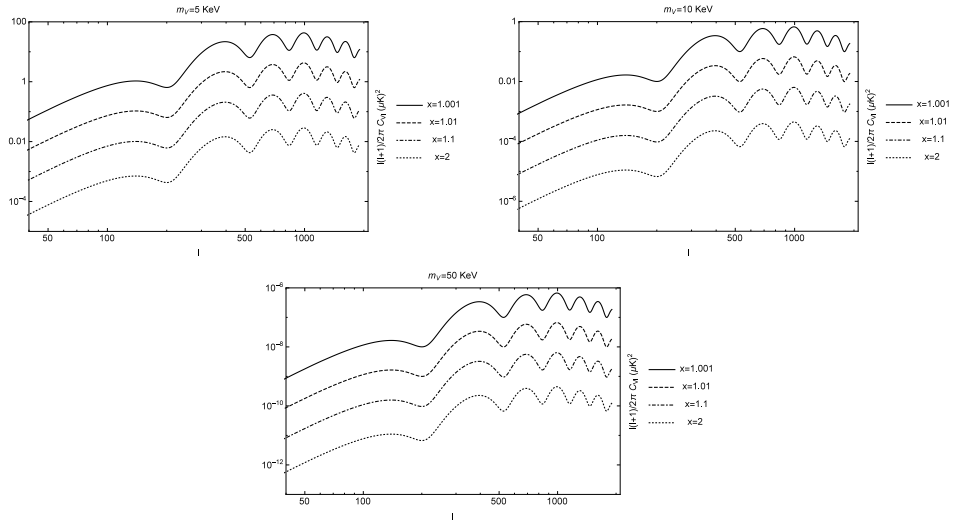 m_V=5 KeV
100
1
0.01
10^−4
50 100 500 1000
l
l(l+1)/2π C_Vl (μK)^2
x=1.001
x=1.01
x=1.1
x=2
m_V=10 KeV
1
0.01
10^−4
10^−6
50 100 500 1000
l
l(l+1)/2π C_Vl (μK)^2
x=1.001
x=1.01
x=1.1
x=2
m_V=50 KeV
10^−6
10^−8
10^−10
10^−12
50 100 500 1000
l
l(l+1)/2π C_Vl (μK)^2
x=1.001
x=1.01
x=1.1
x=2